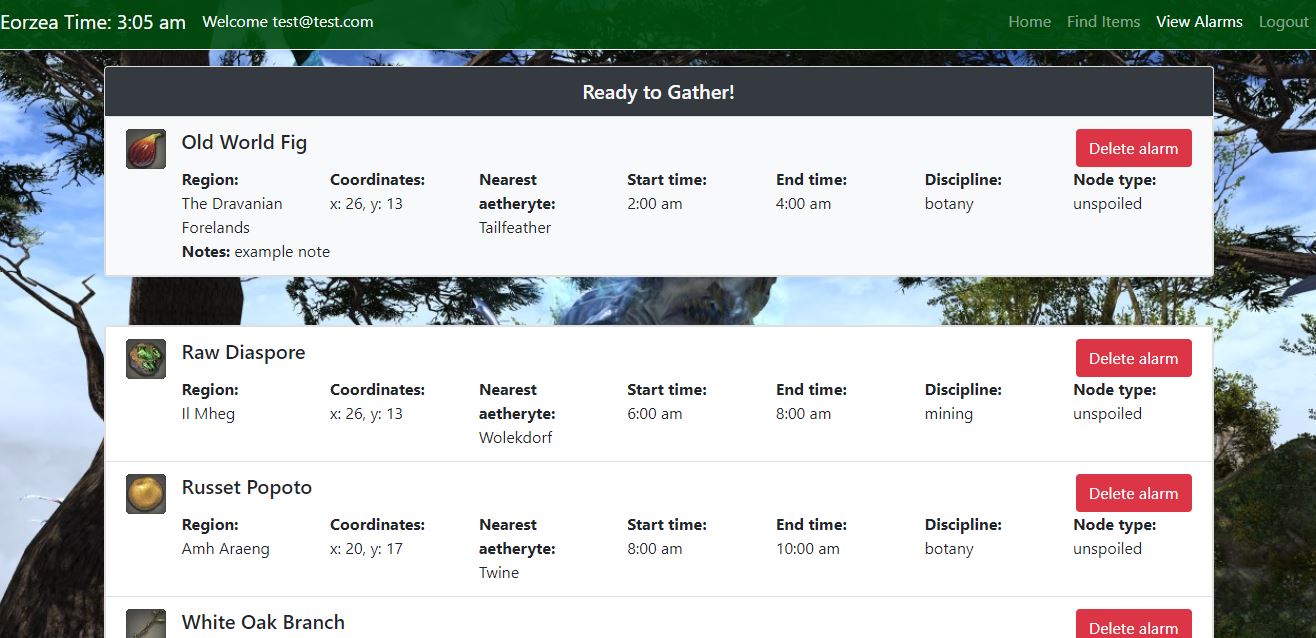 Eorzea Time: 3:05 am Welcome test@test.com Home Find Items View Alarms Logout
Ready to Gather!
Old World Fig Delete alarm
Region: Coordinates: Nearest Start time: End time: Discipline: Node type:
The Dravanian x: 26, y: 13 aetheryte: 2:00 am 4:00 am botany unspoiled
Forelands Tailfeather
Notes: example note
Raw Diaspore Delete alarm
Region: Coordinates: Nearest Start time: End time: Discipline: Node type:
Il Mheg x: 26, y: 13 aetheryte: 6:00 am 8:00 am mining unspoiled
Wolekdorf
Russet Popoto Delete alarm
Region: Coordinates: Nearest Start time: End time: Discipline: Node type:
Amh Araeng x: 20, y: 17 aetheryte: 8:00 am 10:00 am botany unspoiled
Twine
White Oak Branch Delete alarm